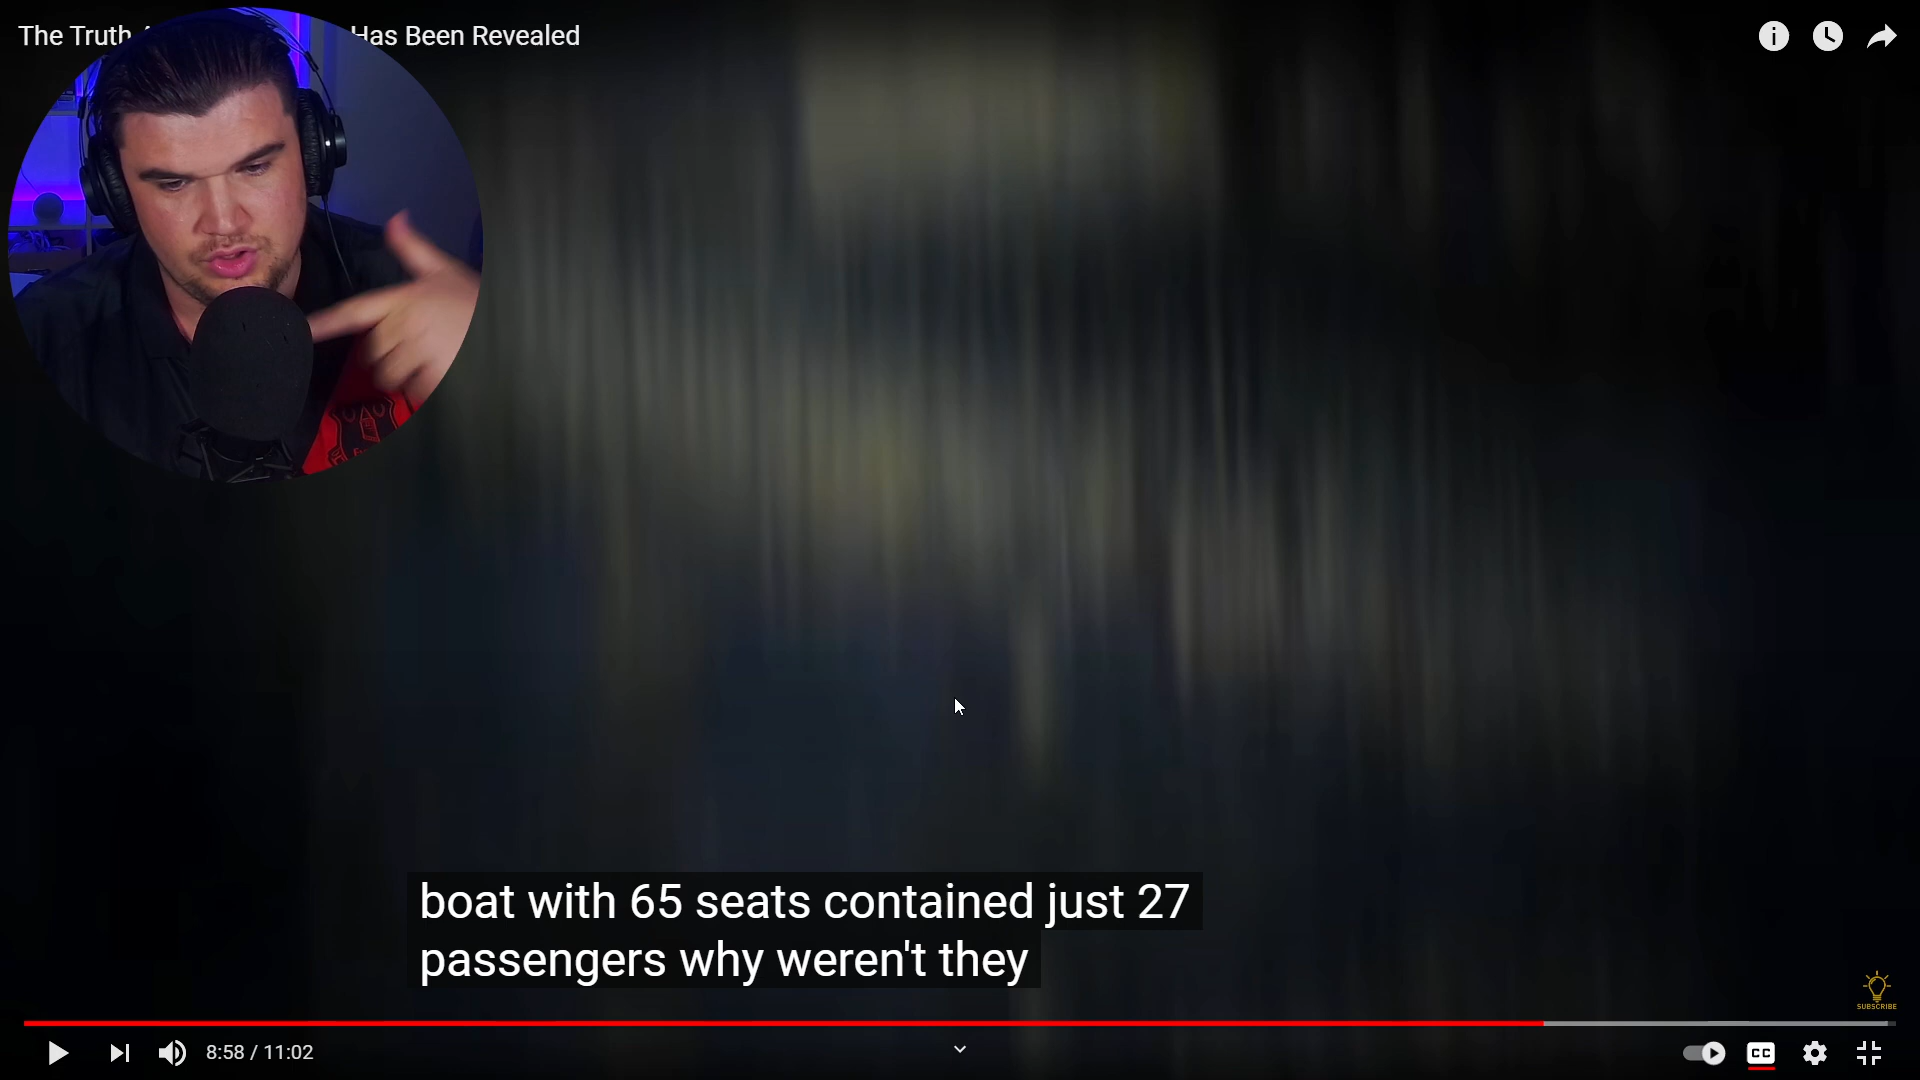 The Truth
Has Been Revealed
boat with 65 seats contained just 27
passengers why weren't they
SUBSCRIBE
8:58 / 11:02
CC